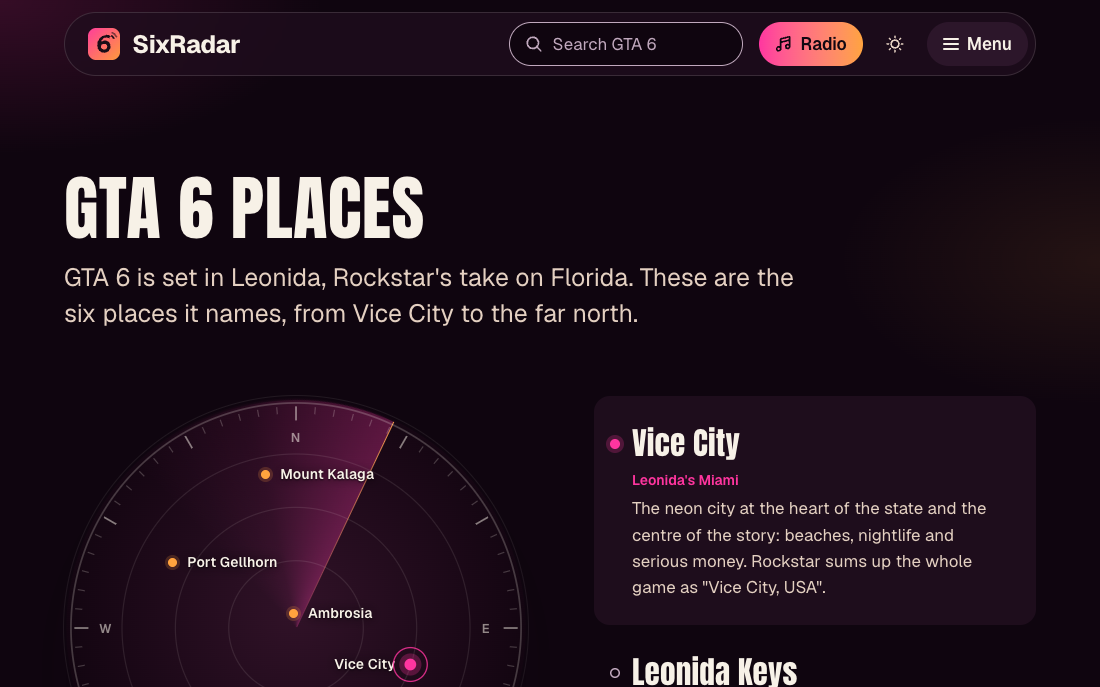 6 SixRadar
Search GTA 6
Radio
Menu
GTA 6 PLACES
GTA 6 is set in Leonida, Rockstar's take on Florida. These are the
six places it names, from Vice City to the far north.
N
Mount Kalaga
Port Gellhorn
Ambrosia
W
E
Vice City
Vice City
Leonida's Miami
The neon city at the heart of the state and the
centre of the story: beaches, nightlife and
serious money. Rockstar sums up the whole
game as "Vice City, USA".
Leonida Keys